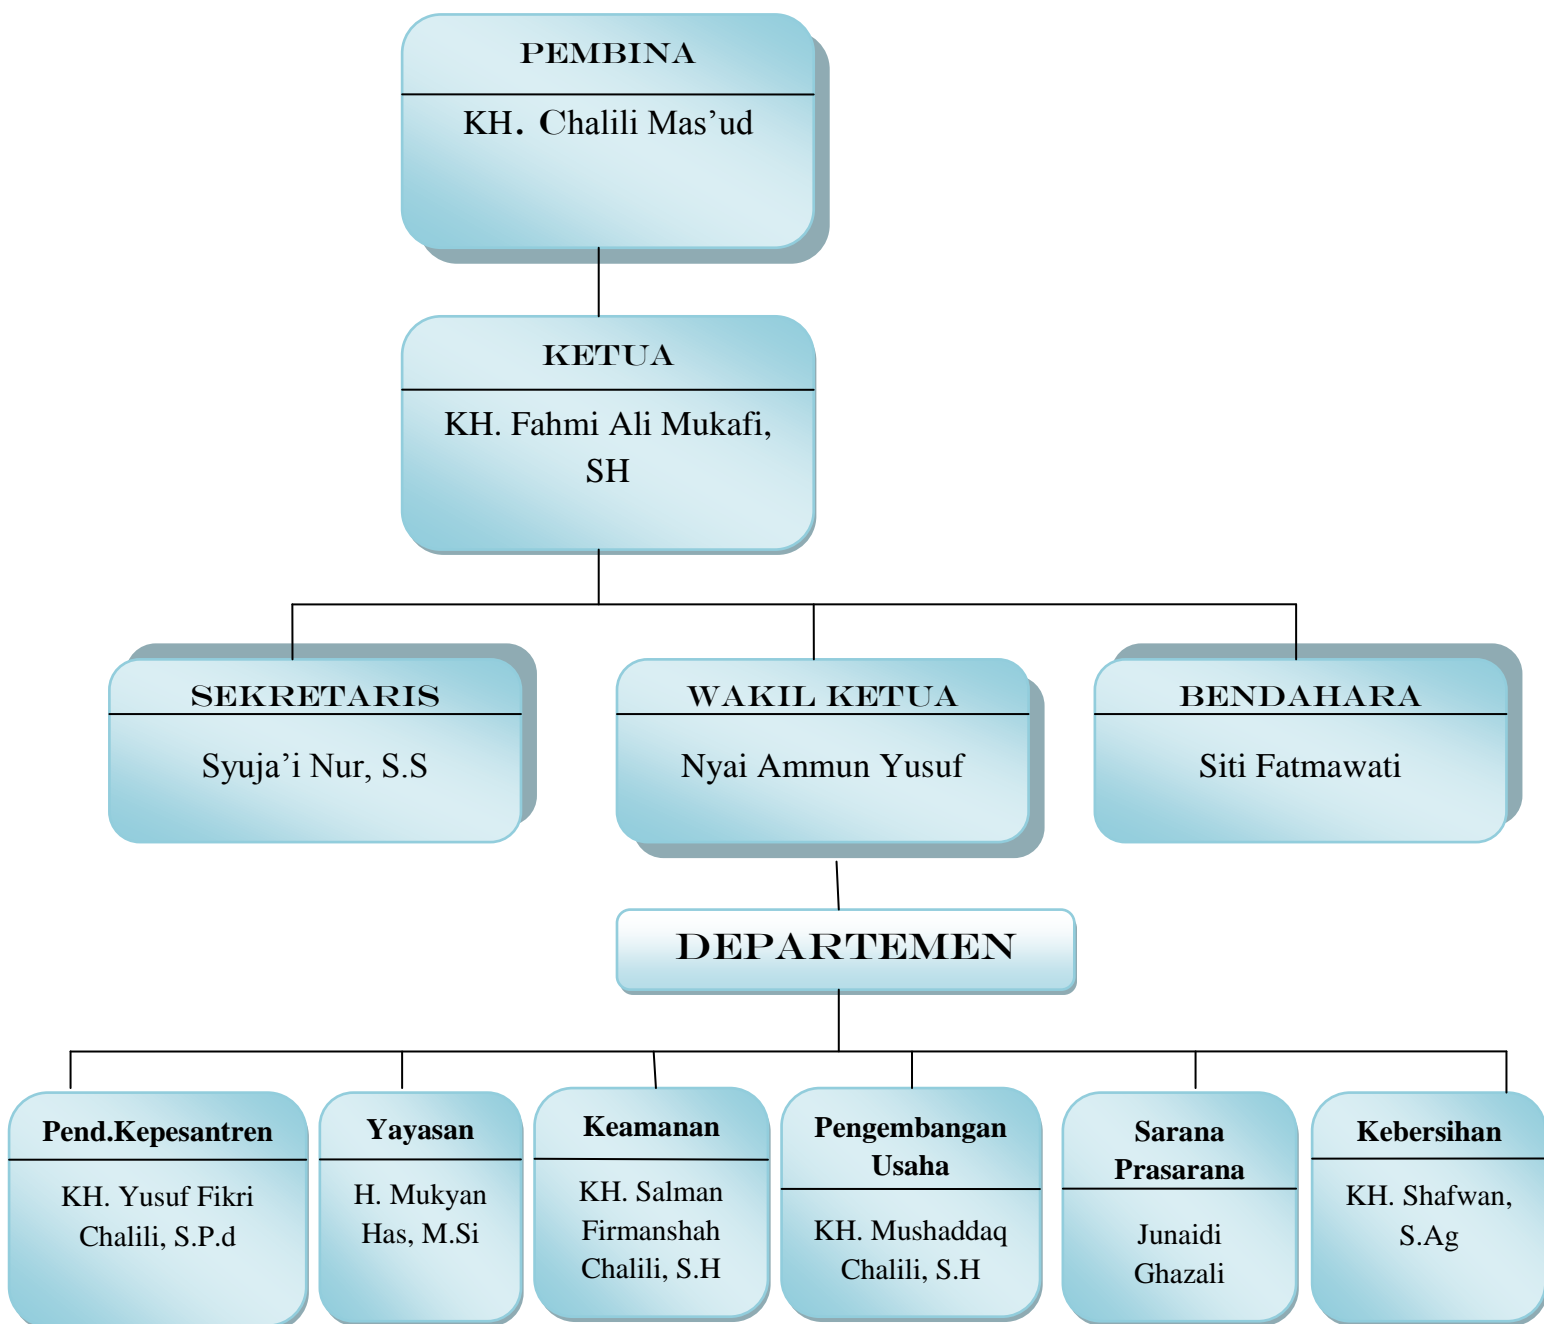 PEMBINA
KH. Chalili Mas’ud
KETUA
KH. Fahmi Ali Mukafi,
SH
SEKRETARIS
Syuja’i Nur, S.S
WAKIL KETUA
Nyai Ammun Yusuf
BENDAHARA
Siti Fatmawati
DEPARTEMEN
Pend.Kepesantren
KH. Yusuf Fikri
Chalili, S.P.d
Yayasan
H. Mukyan
Has, M.Si
Keamanan
KH. Salman
Firmanshah
Chalili, S.H
Pengembangan
Usaha
KH. Mushaddaq
Chalili, S.H
Sarana
Prasarana
Junaidi
Ghazali
Kebersihan
KH. Shafwan,
S.Ag